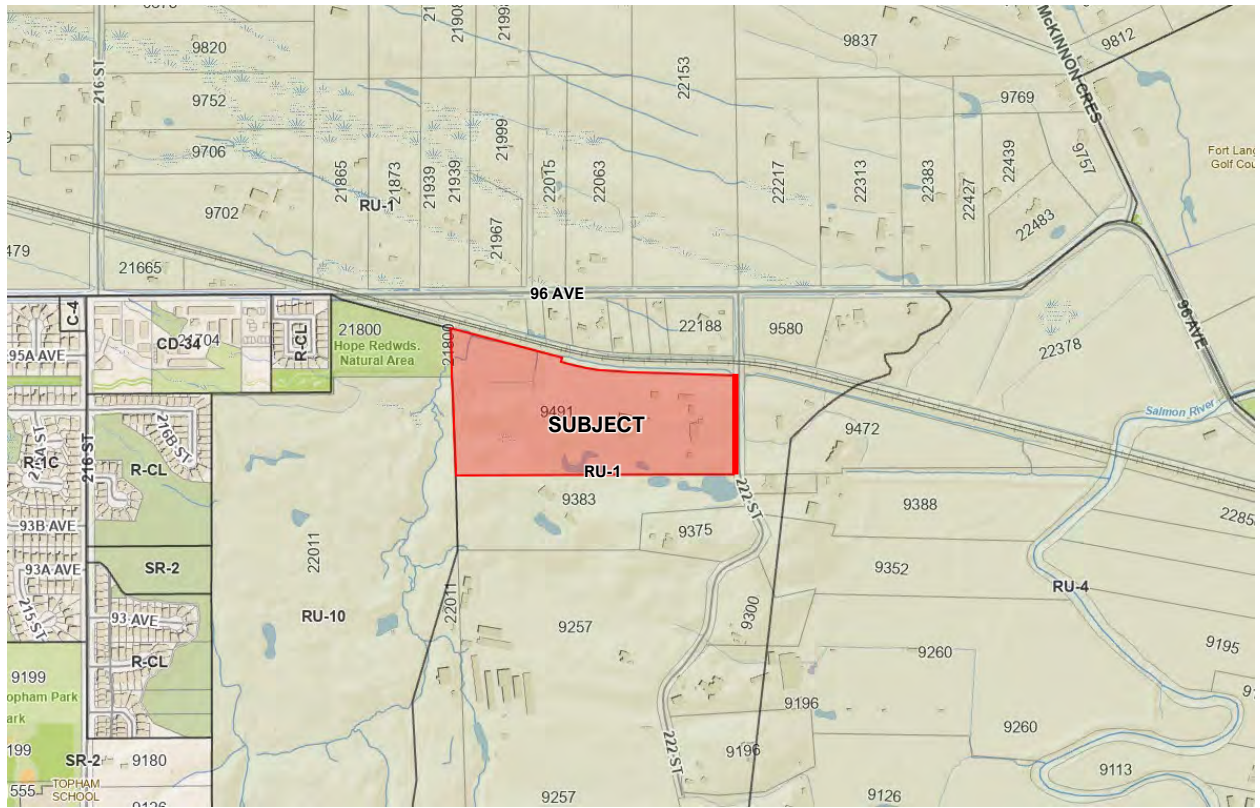 21908
21993
9812
9820
9837
McKINNON CRES
216 ST
22153
9752
9769
21999
22439
9757
9706
21865
21873
21939
21939
22015
22063
22217
22313
22383
22427
Fort Lang
Golf Cou
RU-1
9702
22483
21967
479
21665
96 AVE
C-4
CD-34
21704
R-CL
21800
Hope Redwds.
Natural Area
21800
22188
9580
96 AVE
95A AVE
22378
9491
SUBJECT
Salmon River
216B ST
9472
R-CL
216 ST
RU-1
9383
222 ST
9388
93B AVE
22011
9375
93A AVE
SR-2
9352
RU-4
215 ST
22011
RU-10
93 AVE
9300
9257
9260
9195
R-CL
9199
opham Park
ark
9196
9260
199
SR-2
9180
222 ST
9196
9113
TOPHAM
SCHOOL
555
9257
9126